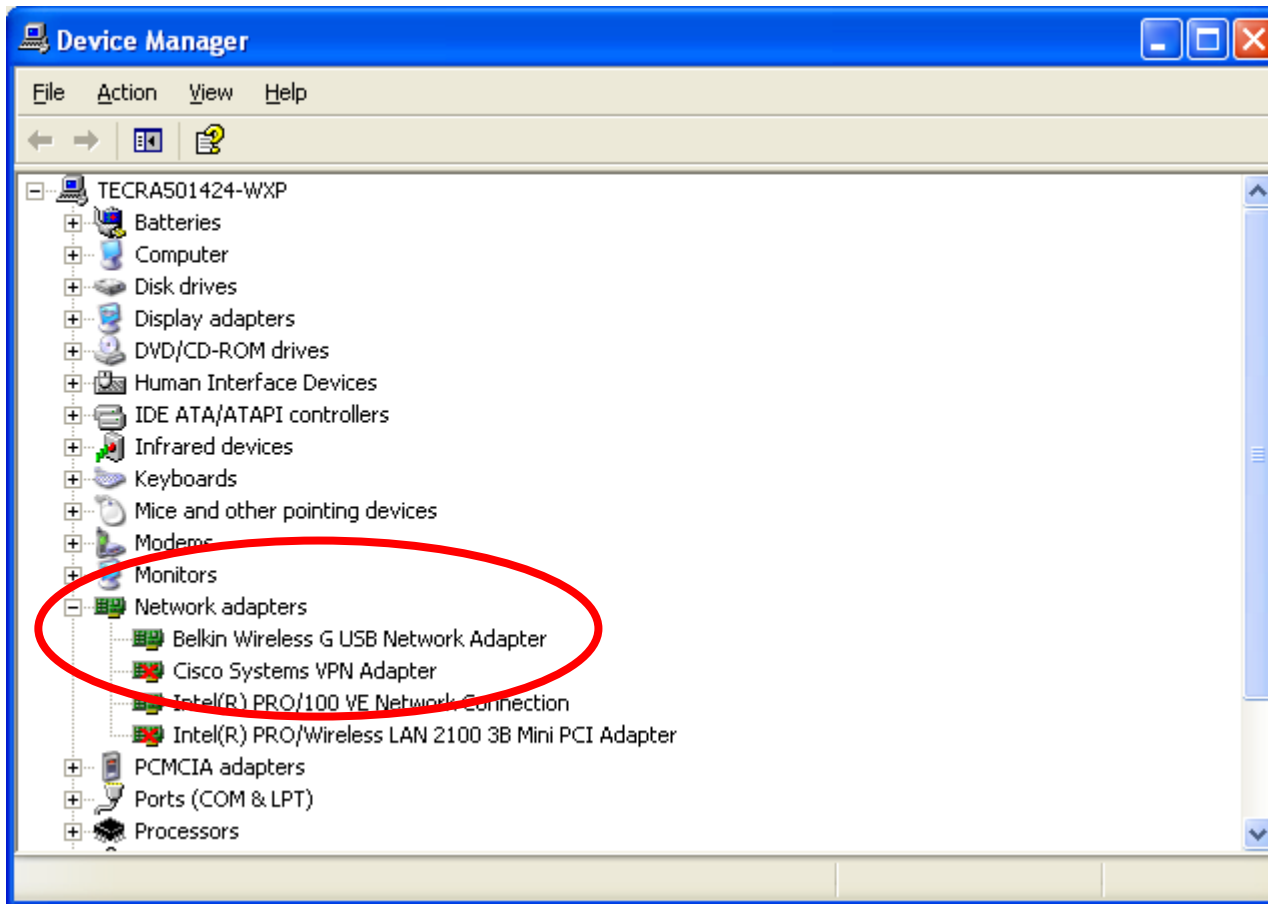 Device Manager
File Action View Help
TECRA501424-WXP
Batteries
Computer
Disk drives
Display adapters
DVD/CD-ROM drives
Human Interface Devices
IDE ATA/ATAPI controllers
Infrared devices
Keyboards
Mice and other pointing devices
Modems
Monitors
Network adapters
Belkin Wireless G USB Network Adapter
Cisco Systems VPN Adapter
Intel(R) PRO/100 VE Network Connection
Intel(R) PRO/Wireless LAN 2100 3B Mini PCI Adapter
PCMCIA adapters
Ports (COM & LPT)
Processors